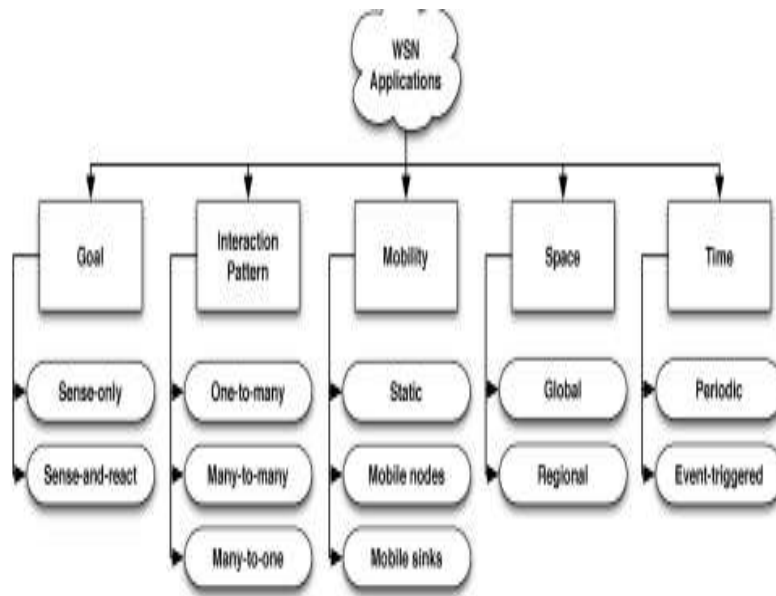 WSN
Applications
Goal
Interaction
Pattern
Mobility
Space
Time
Sense-only
One-to-many
Static
Global
Periodic
Sense-and-react
Many-to-many
Mobile nodes
Regional
Event-triggered
Many-to-one
Mobile sinks